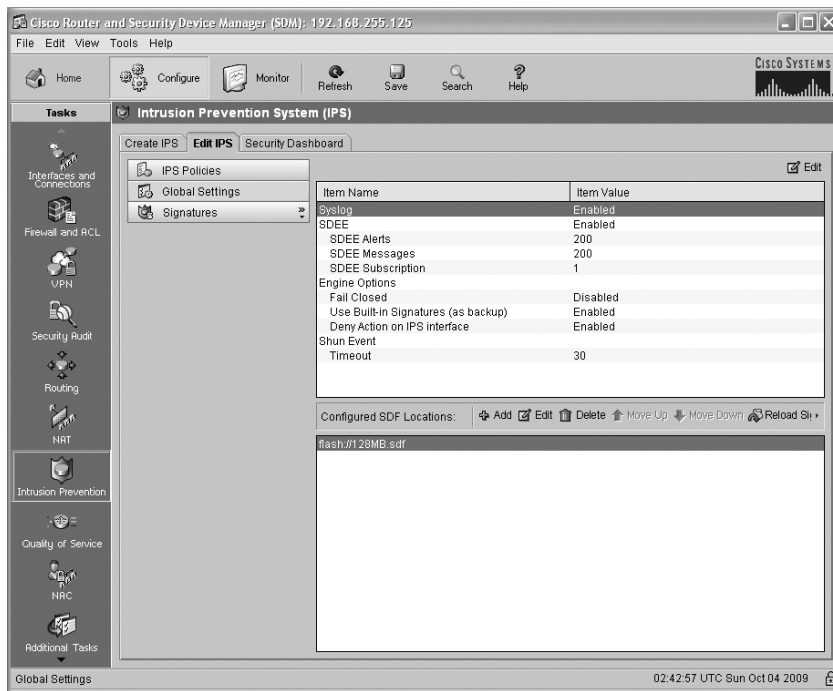 Cisco Router and Security Device Manager (SDM): 192.168.255.125
File Edit View Tools Help
Home Configure Monitor Refresh Save Search Help
CISCO SYSTEMS
Tasks
Intrusion Prevention System (IPS)
Create IPS Edit IPS Security Dashboard
Interfaces and Connections
Firewall and ACL
VPN
Security Audit
Routing
NAT
Intrusion Prevention
Quality of Service
NAC
Additional Tasks
IPS Policies
Global Settings
Signatures »
Edit
Item Name Item Value
Syslog Enabled
SDEE Enabled
SDEE Alerts 200
SDEE Messages 200
SDEE Subscription 1
Engine Options
Fail Closed Disabled
Use Built-in Signatures (as backup) Enabled
Deny Action on IPS interface Enabled
Shun Event
Timeout 30
Configured SDF Locations: Add Edit Delete Move Up Move Down Reload Si
flash://128MB.sdf
Global Settings 02:42:57 UTC Sun Oct 04 2009